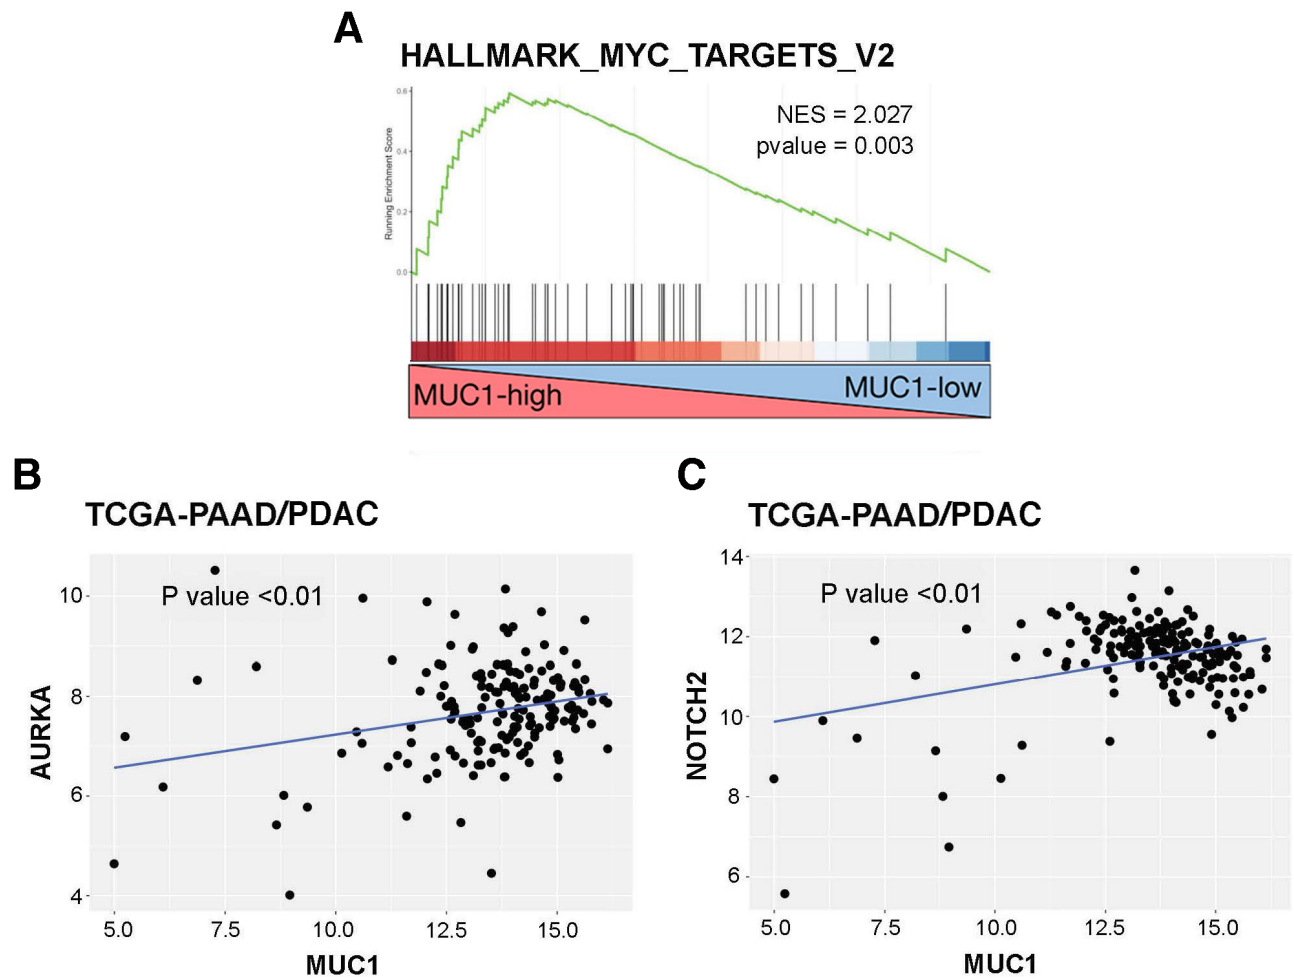 A
HALLMARK_MYC_TARGETS_V2
NES = 2.027
pvalue = 0.003
Running Enrichment Score
0.6
0.4
0.2
0.0
MUC1-high
MUC1-low
B
TCGA-PAAD/PDAC
P value <0.01
AURKA
10
8
6
4
5.0 7.5 10.0 12.5 15.0
MUC1
C
TCGA-PAAD/PDAC
P value <0.01
NOTCH2
14
12
10
8
6
5.0 7.5 10.0 12.5 15.0
MUC1